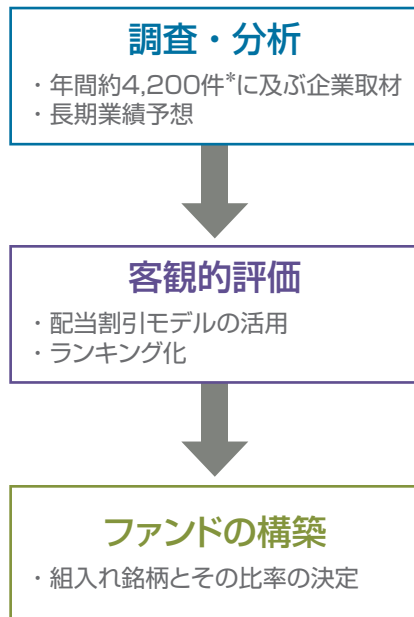 調査・分析
・年間約4,200件*に及ぶ企業取材
・長期業績予想
客観的評価
・配当割引モデルの活用
・ランキング化
ファンドの構築
・組入れ銘柄とその比率の決定